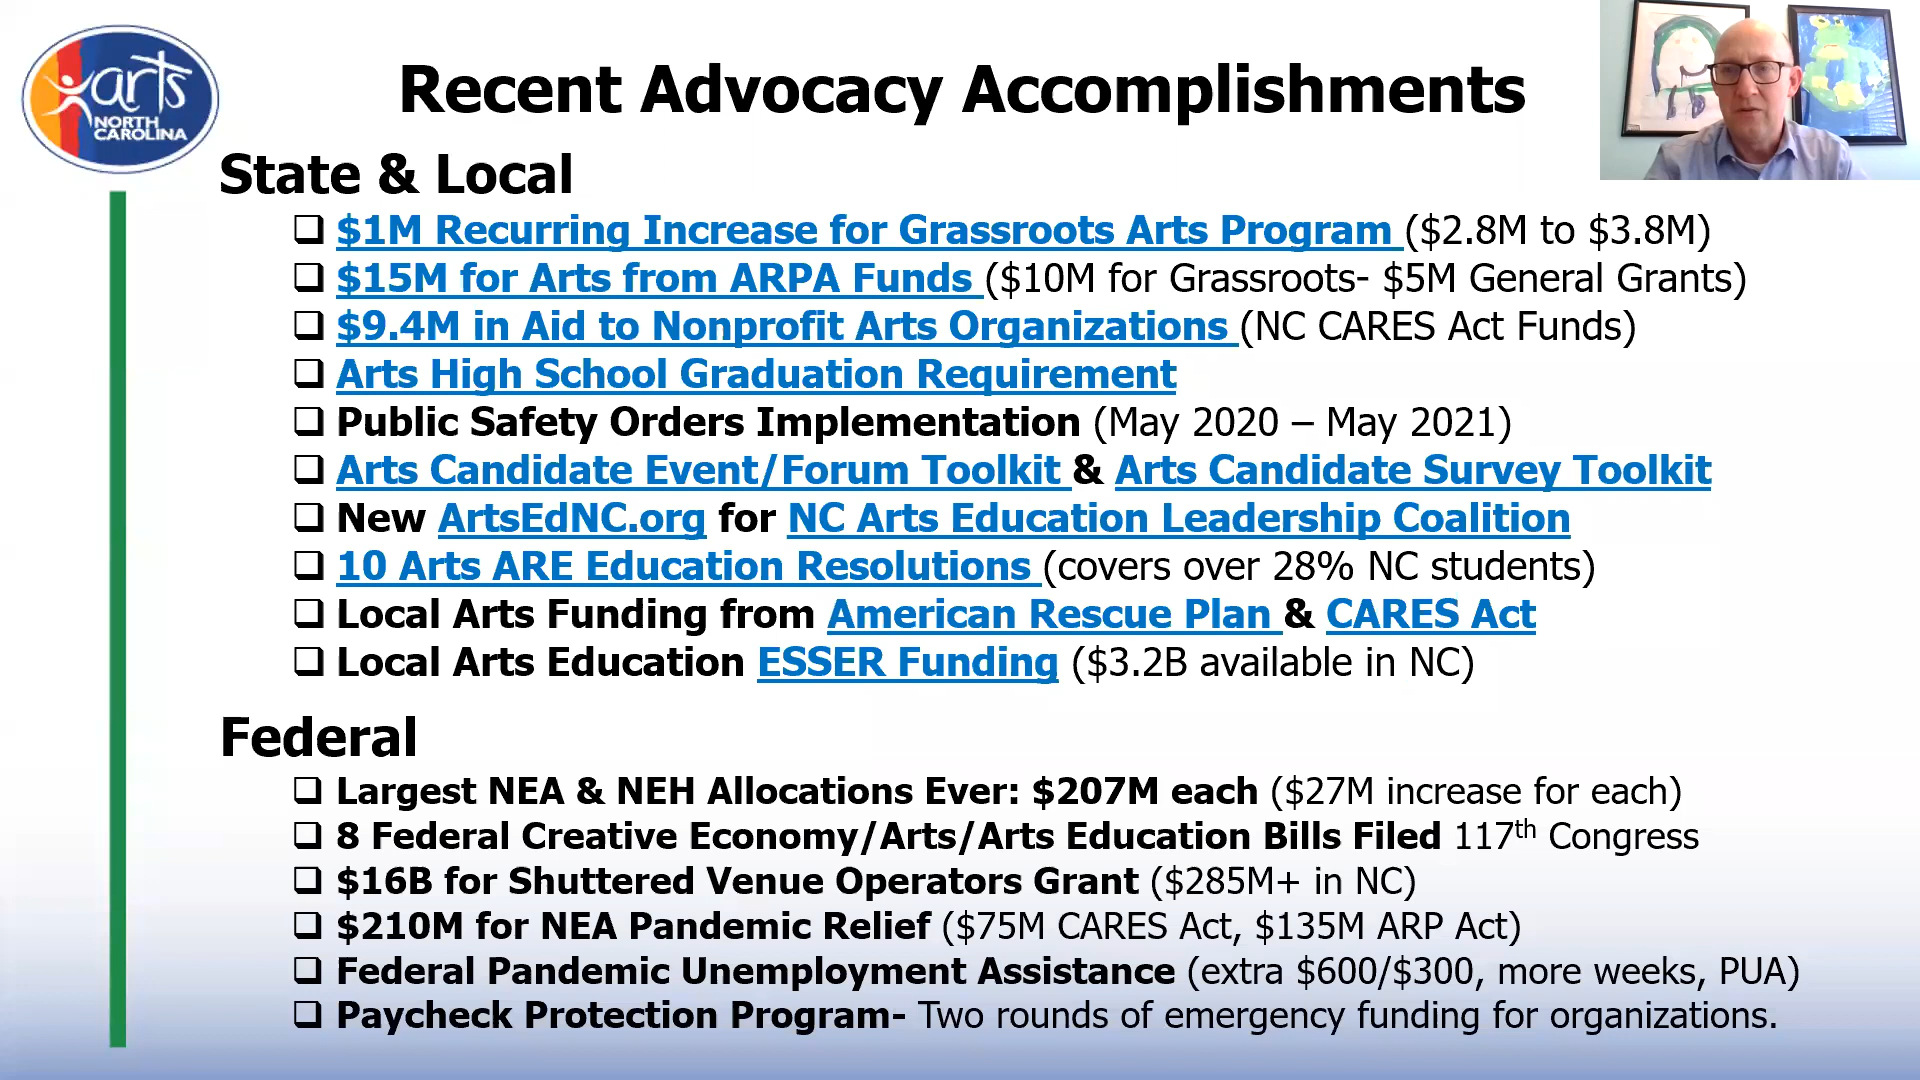 arts
NORTH
CAROLINA
Recent Advocacy Accomplishments
State & Local
❑ $1M Recurring Increase for Grassroots Arts Program ($2.8M to $3.8M)
❑ $15M for Arts from ARPA Funds ($10M for Grassroots- $5M General Grants)
❑ $9.4M in Aid to Nonprofit Arts Organizations (NC CARES Act Funds)
❑ Arts High School Graduation Requirement
❑ Public Safety Orders Implementation (May 2020 – May 2021)
❑ Arts Candidate Event/Forum Toolkit & Arts Candidate Survey Toolkit
❑ New ArtsEdNC.org for NC Arts Education Leadership Coalition
❑ 10 Arts ARE Education Resolutions (covers over 28% NC students)
❑ Local Arts Funding from American Rescue Plan & CARES Act
❑ Local Arts Education ESSER Funding ($3.2B available in NC)
Federal
❑ Largest NEA & NEH Allocations Ever: $207M each ($27M increase for each)
❑ 8 Federal Creative Economy/Arts/Arts Education Bills Filed 117th Congress
❑ $16B for Shuttered Venue Operators Grant ($285M+ in NC)
❑ $210M for NEA Pandemic Relief ($75M CARES Act, $135M ARP Act)
❑ Federal Pandemic Unemployment Assistance (extra $600/$300, more weeks, PUA)
❑ Paycheck Protection Program- Two rounds of emergency funding for organizations.